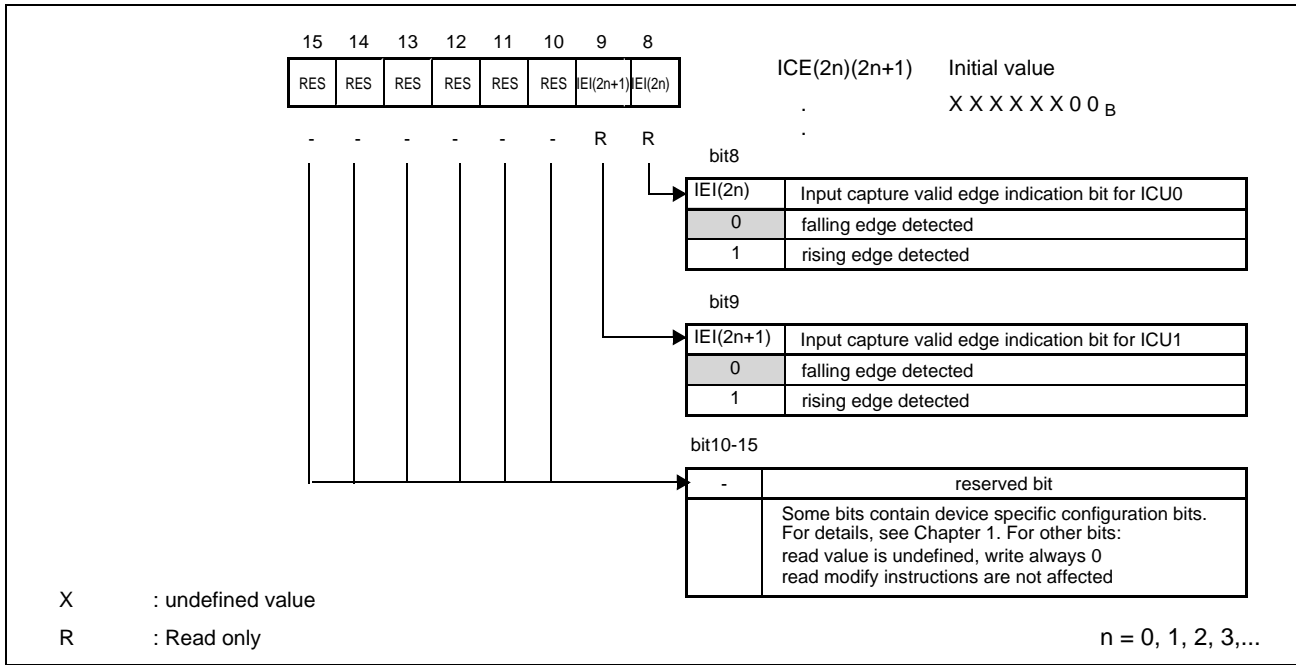 15 14 13 12 11 10 9 8
RES RES RES RES RES RES IEI(2n+1) IEI(2n)
ICE(2n)(2n+1) Initial value
. X X X X X X 0 0 B
.
- - - - - - R R
bit8
IEI(2n) Input capture valid edge indication bit for ICU0
0 falling edge detected
1 rising edge detected
bit9
IEI(2n+1) Input capture valid edge indication bit for ICU1
0 falling edge detected
1 rising edge detected
bit10-15
- reserved bit
Some bits contain device specific configuration bits.
For details, see Chapter 1. For other bits:
read value is undefined, write always 0
read modify instructions are not affected
X : undefined value
R : Read only
n = 0, 1, 2, 3,...